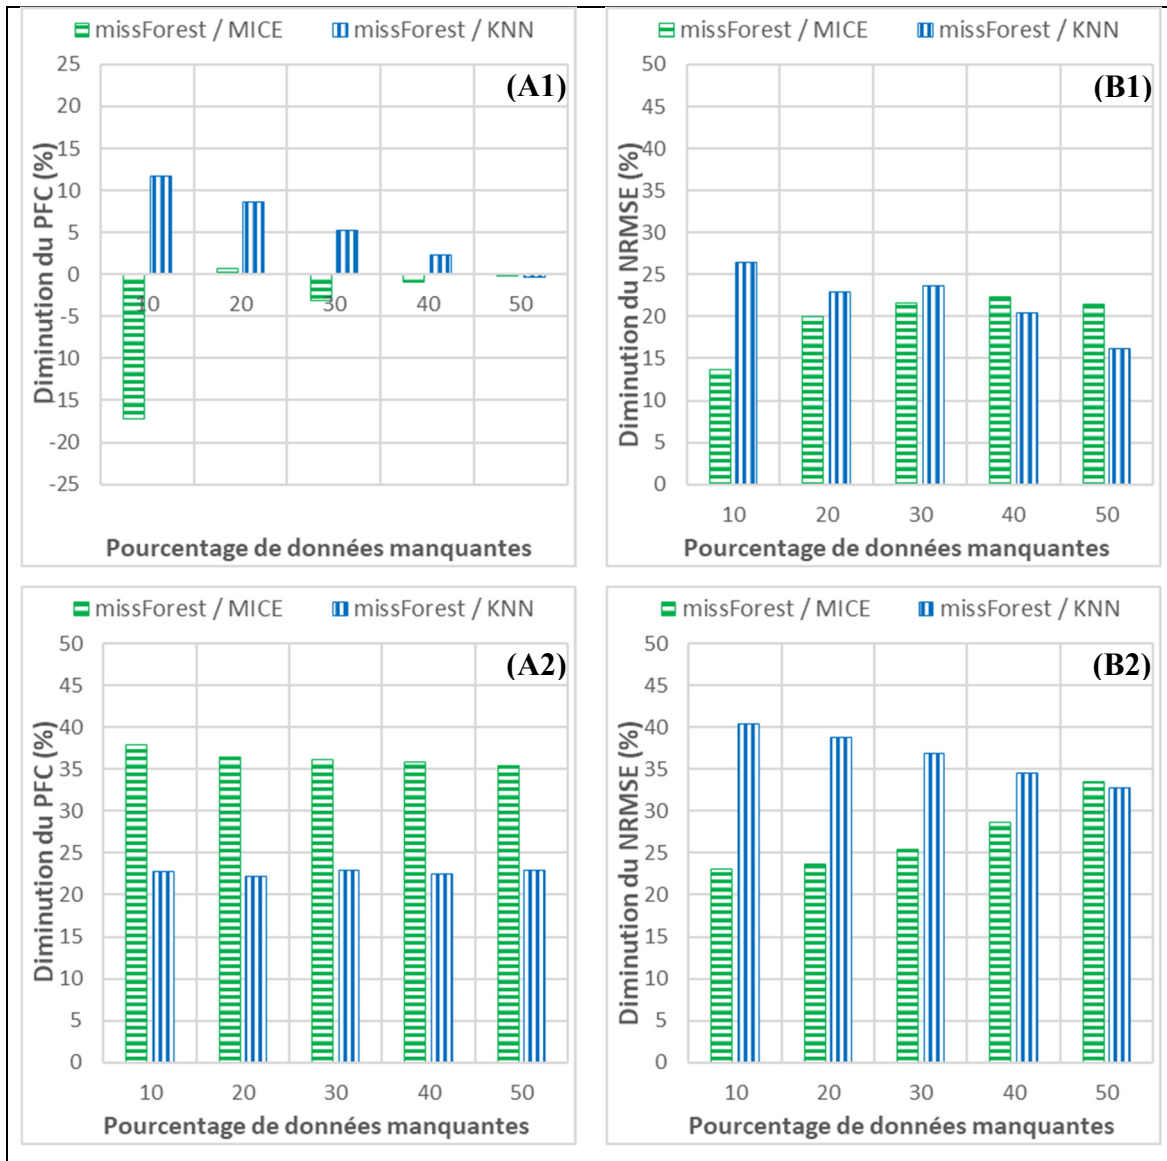 missForest / MICE missForest / KNN
(A1)
Diminution du PFC (%)
25
20
15
10
5
0
-5
-10
-15
-20
-25
10 20 30 40 50
Pourcentage de données manquantes
missForest / MICE missForest / KNN
(B1)
Diminution du NRMSE (%)
50
45
40
35
30
25
20
15
10
5
0
10 20 30 40 50
Pourcentage de données manquantes
missForest / MICE missForest / KNN
(A2)
Diminution du PFC (%)
50
45
40
35
30
25
20
15
10
5
0
10 20 30 40 50
Pourcentage de données manquantes
missForest / MICE missForest / KNN
(B2)
Diminution du NRMSE (%)
50
45
40
35
30
25
20
15
10
5
0
10 20 30 40 50
Pourcentage de données manquantes